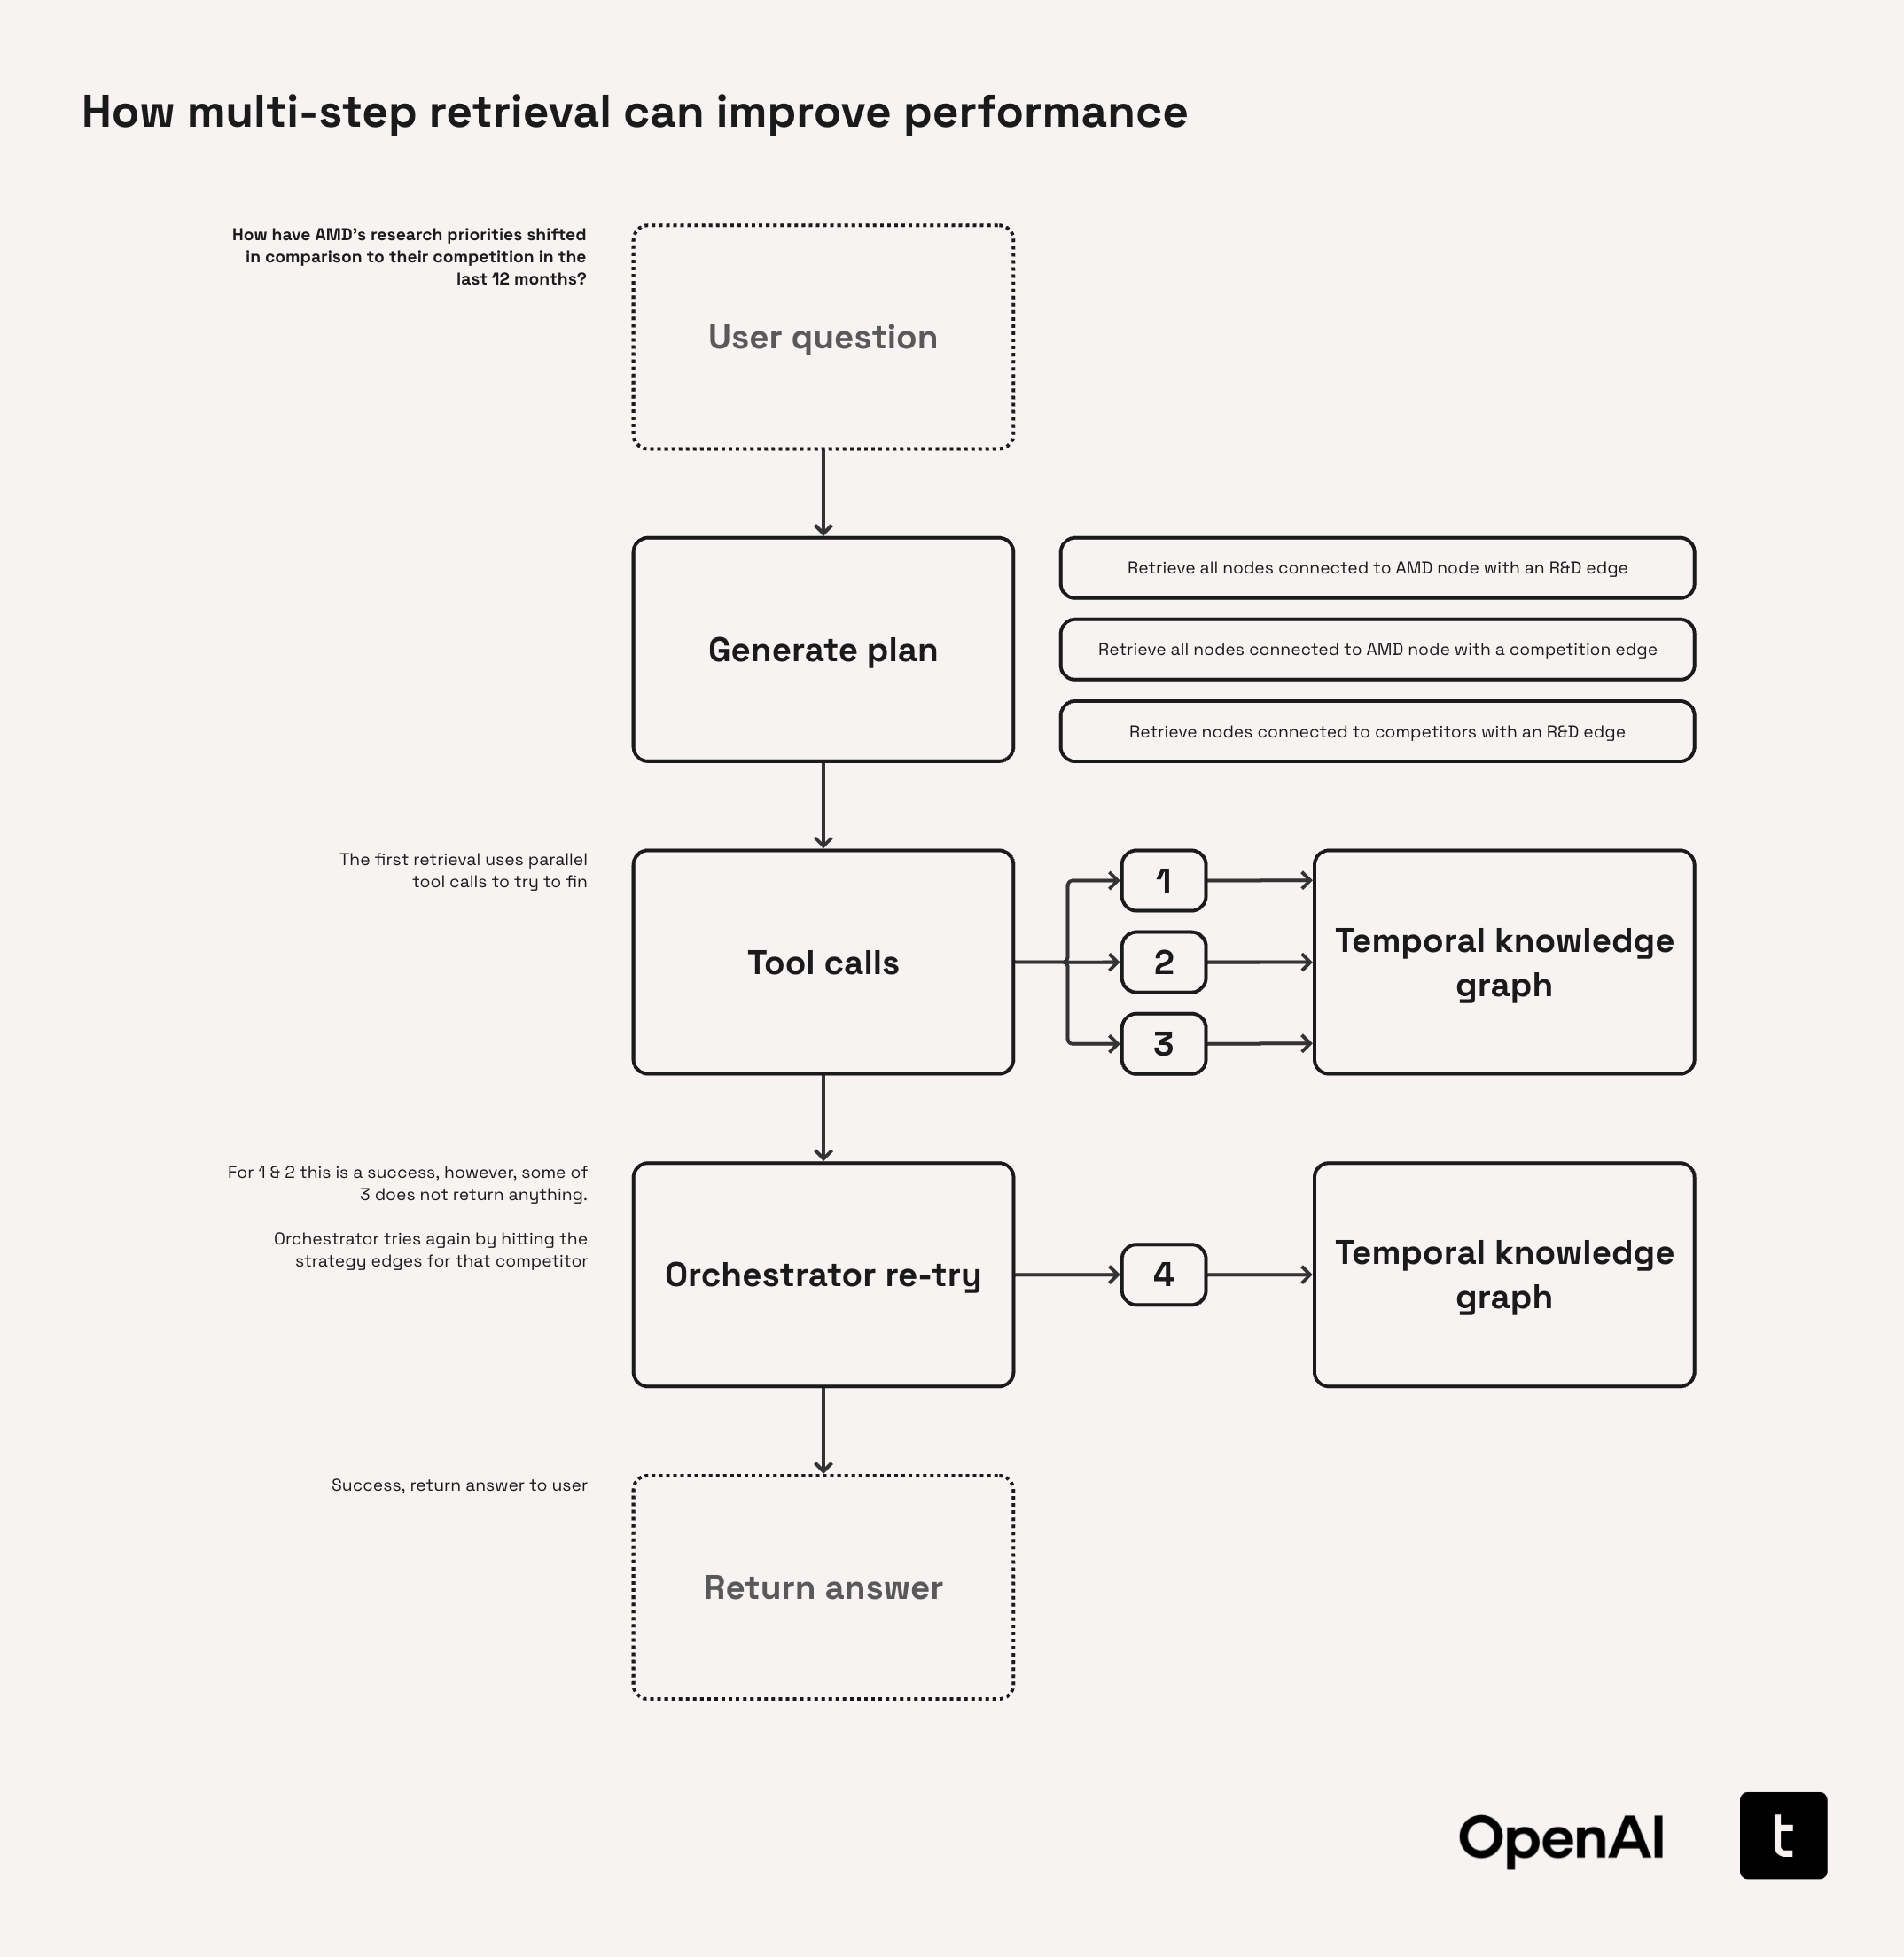 How multi-step retrieval can improve performance
How have AMD's research priorities shifted
in comparison to their competition in the
last 12 months?
User question
Generate plan
Retrieve all nodes connected to AMD node with an R&D edge
Retrieve all nodes connected to AMD node with a competition edge
Retrieve nodes connected to competitors with an R&D edge
The first retrieval uses parallel
tool calls to try to fin
Tool calls
1
2
3
Temporal knowledge
graph
For 1 & 2 this is a success, however, some of
3 does not return anything.
Orchestrator tries again by hitting the
strategy edges for that competitor
Orchestrator re-try
4
Temporal knowledge
graph
Success, return answer to user
Return answer
OpenAI
t